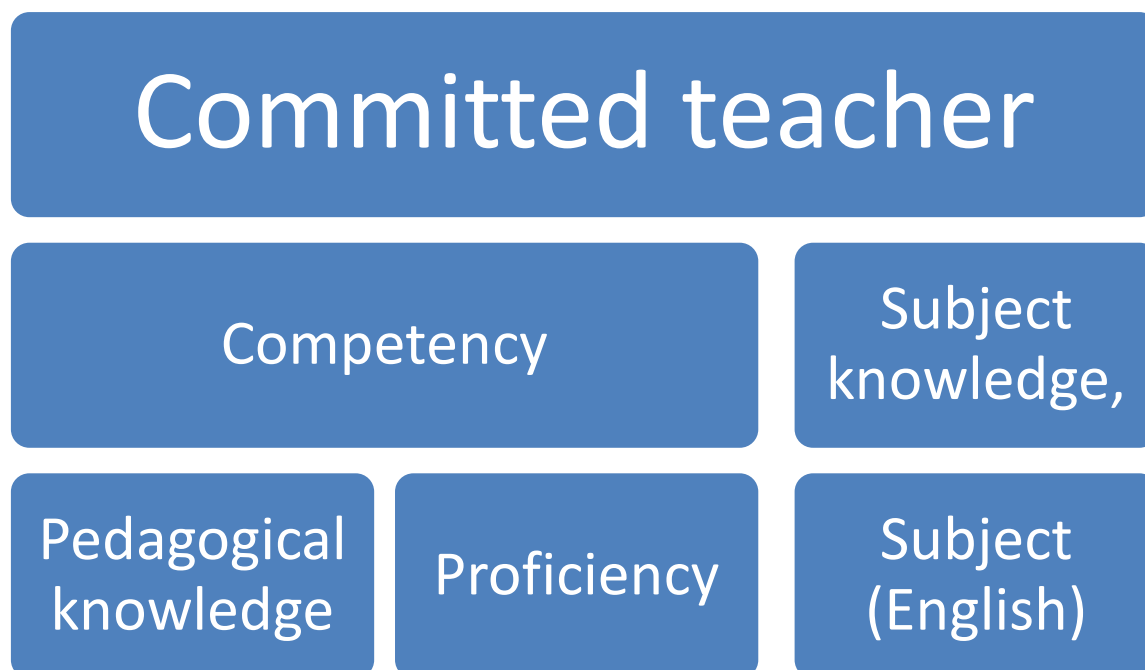 Committed teacher
Competency
Subject
knowledge,
Pedagogical
knowledge
Proficiency
Subject
(English)